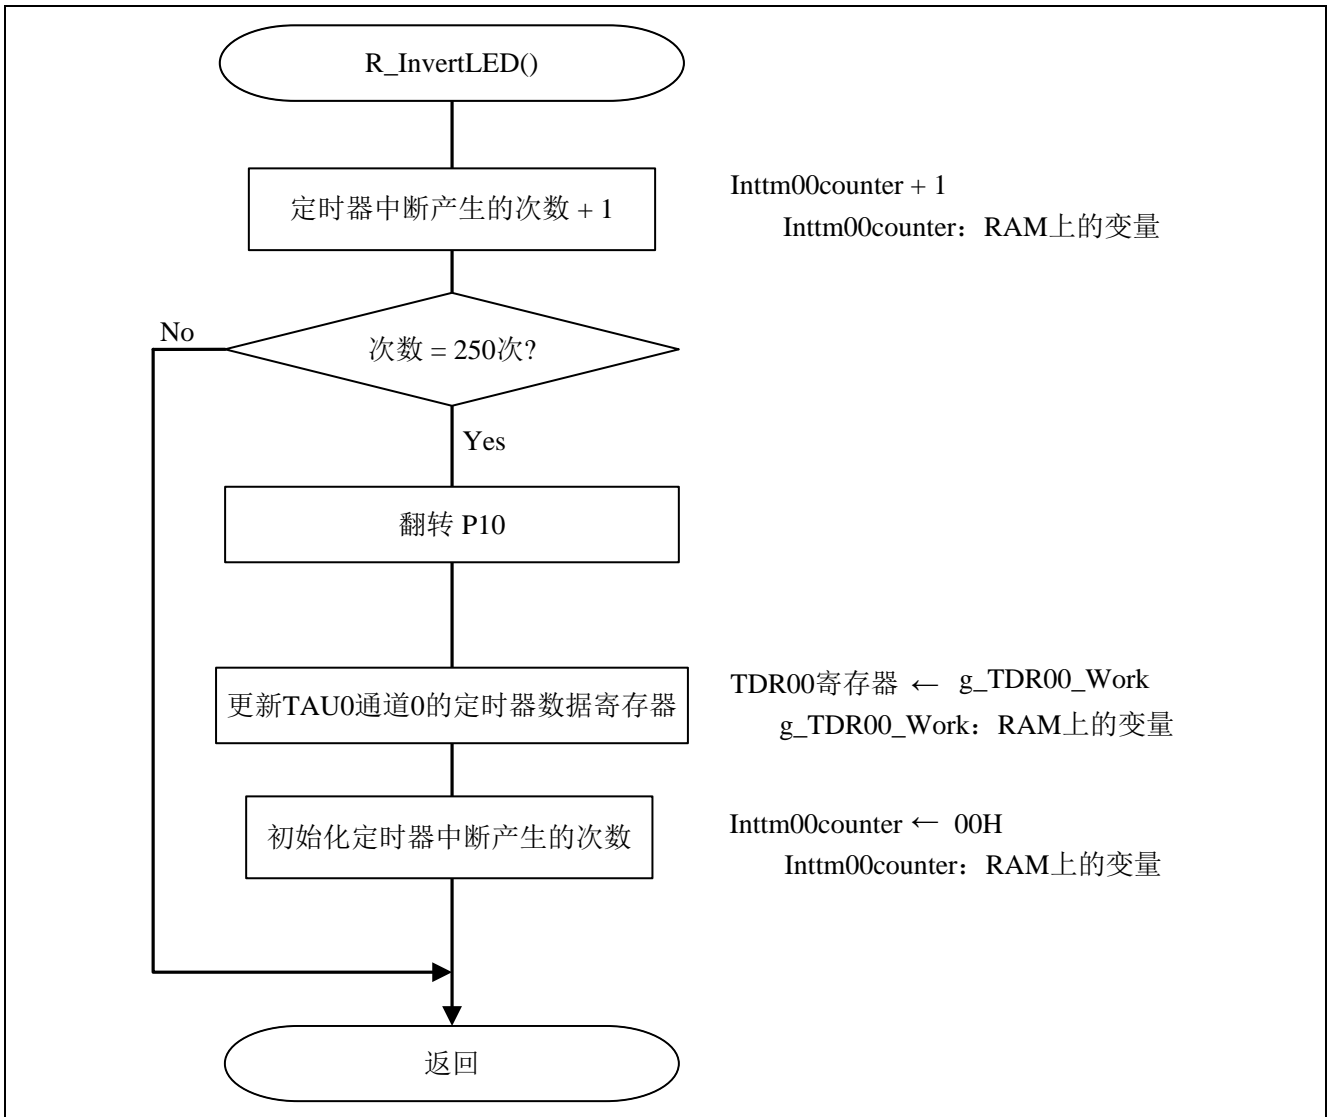 R_InvertLED()
定时器中断产生的次数 + 1
Inttm00counter + 1
Inttm00counter：RAM上的变量
No
次数 = 250次?
Yes
翻转 P10
更新TAU0通道0的定时器数据寄存器
TDR00寄存器 ← g_TDR00_Work
g_TDR00_Work：RAM上的变量
初始化定时器中断产生的次数
Inttm00counter ← 00H
Inttm00counter：RAM上的变量
返回